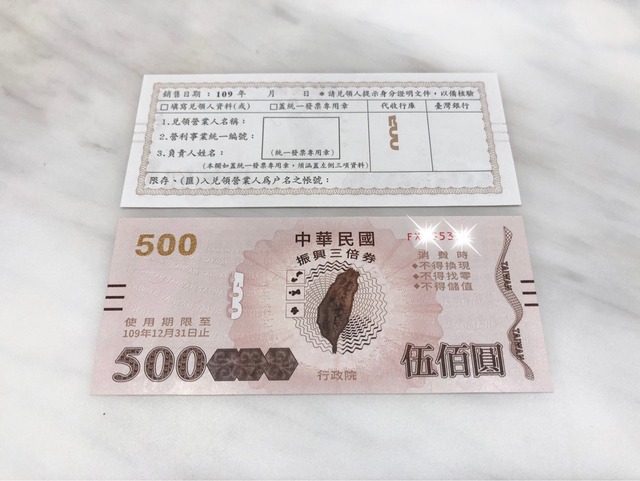 銷售日期：109 年 月 日 *請兌領人提示身分證明文件，以備核驗
□填寫兌領人資料(或) □蓋統一發票專用章 代收行庫 臺灣銀行
1.兌領營業人名稱：
2.營利事業統一編號：
3.負責人姓名：
(統一發票專用章)
(本欄如蓋統一發票專用章，須涵蓋左側三項資料)
限存、(匯)入兌領營業人為戶名之帳號：
500
中華民國
振興三倍券
消費時
◆不得換現
◆不得找零
◆不得儲值
TAIWAN
TAIWAN
使用期限至
109年12月31日止
500
行政院
伍佰圓